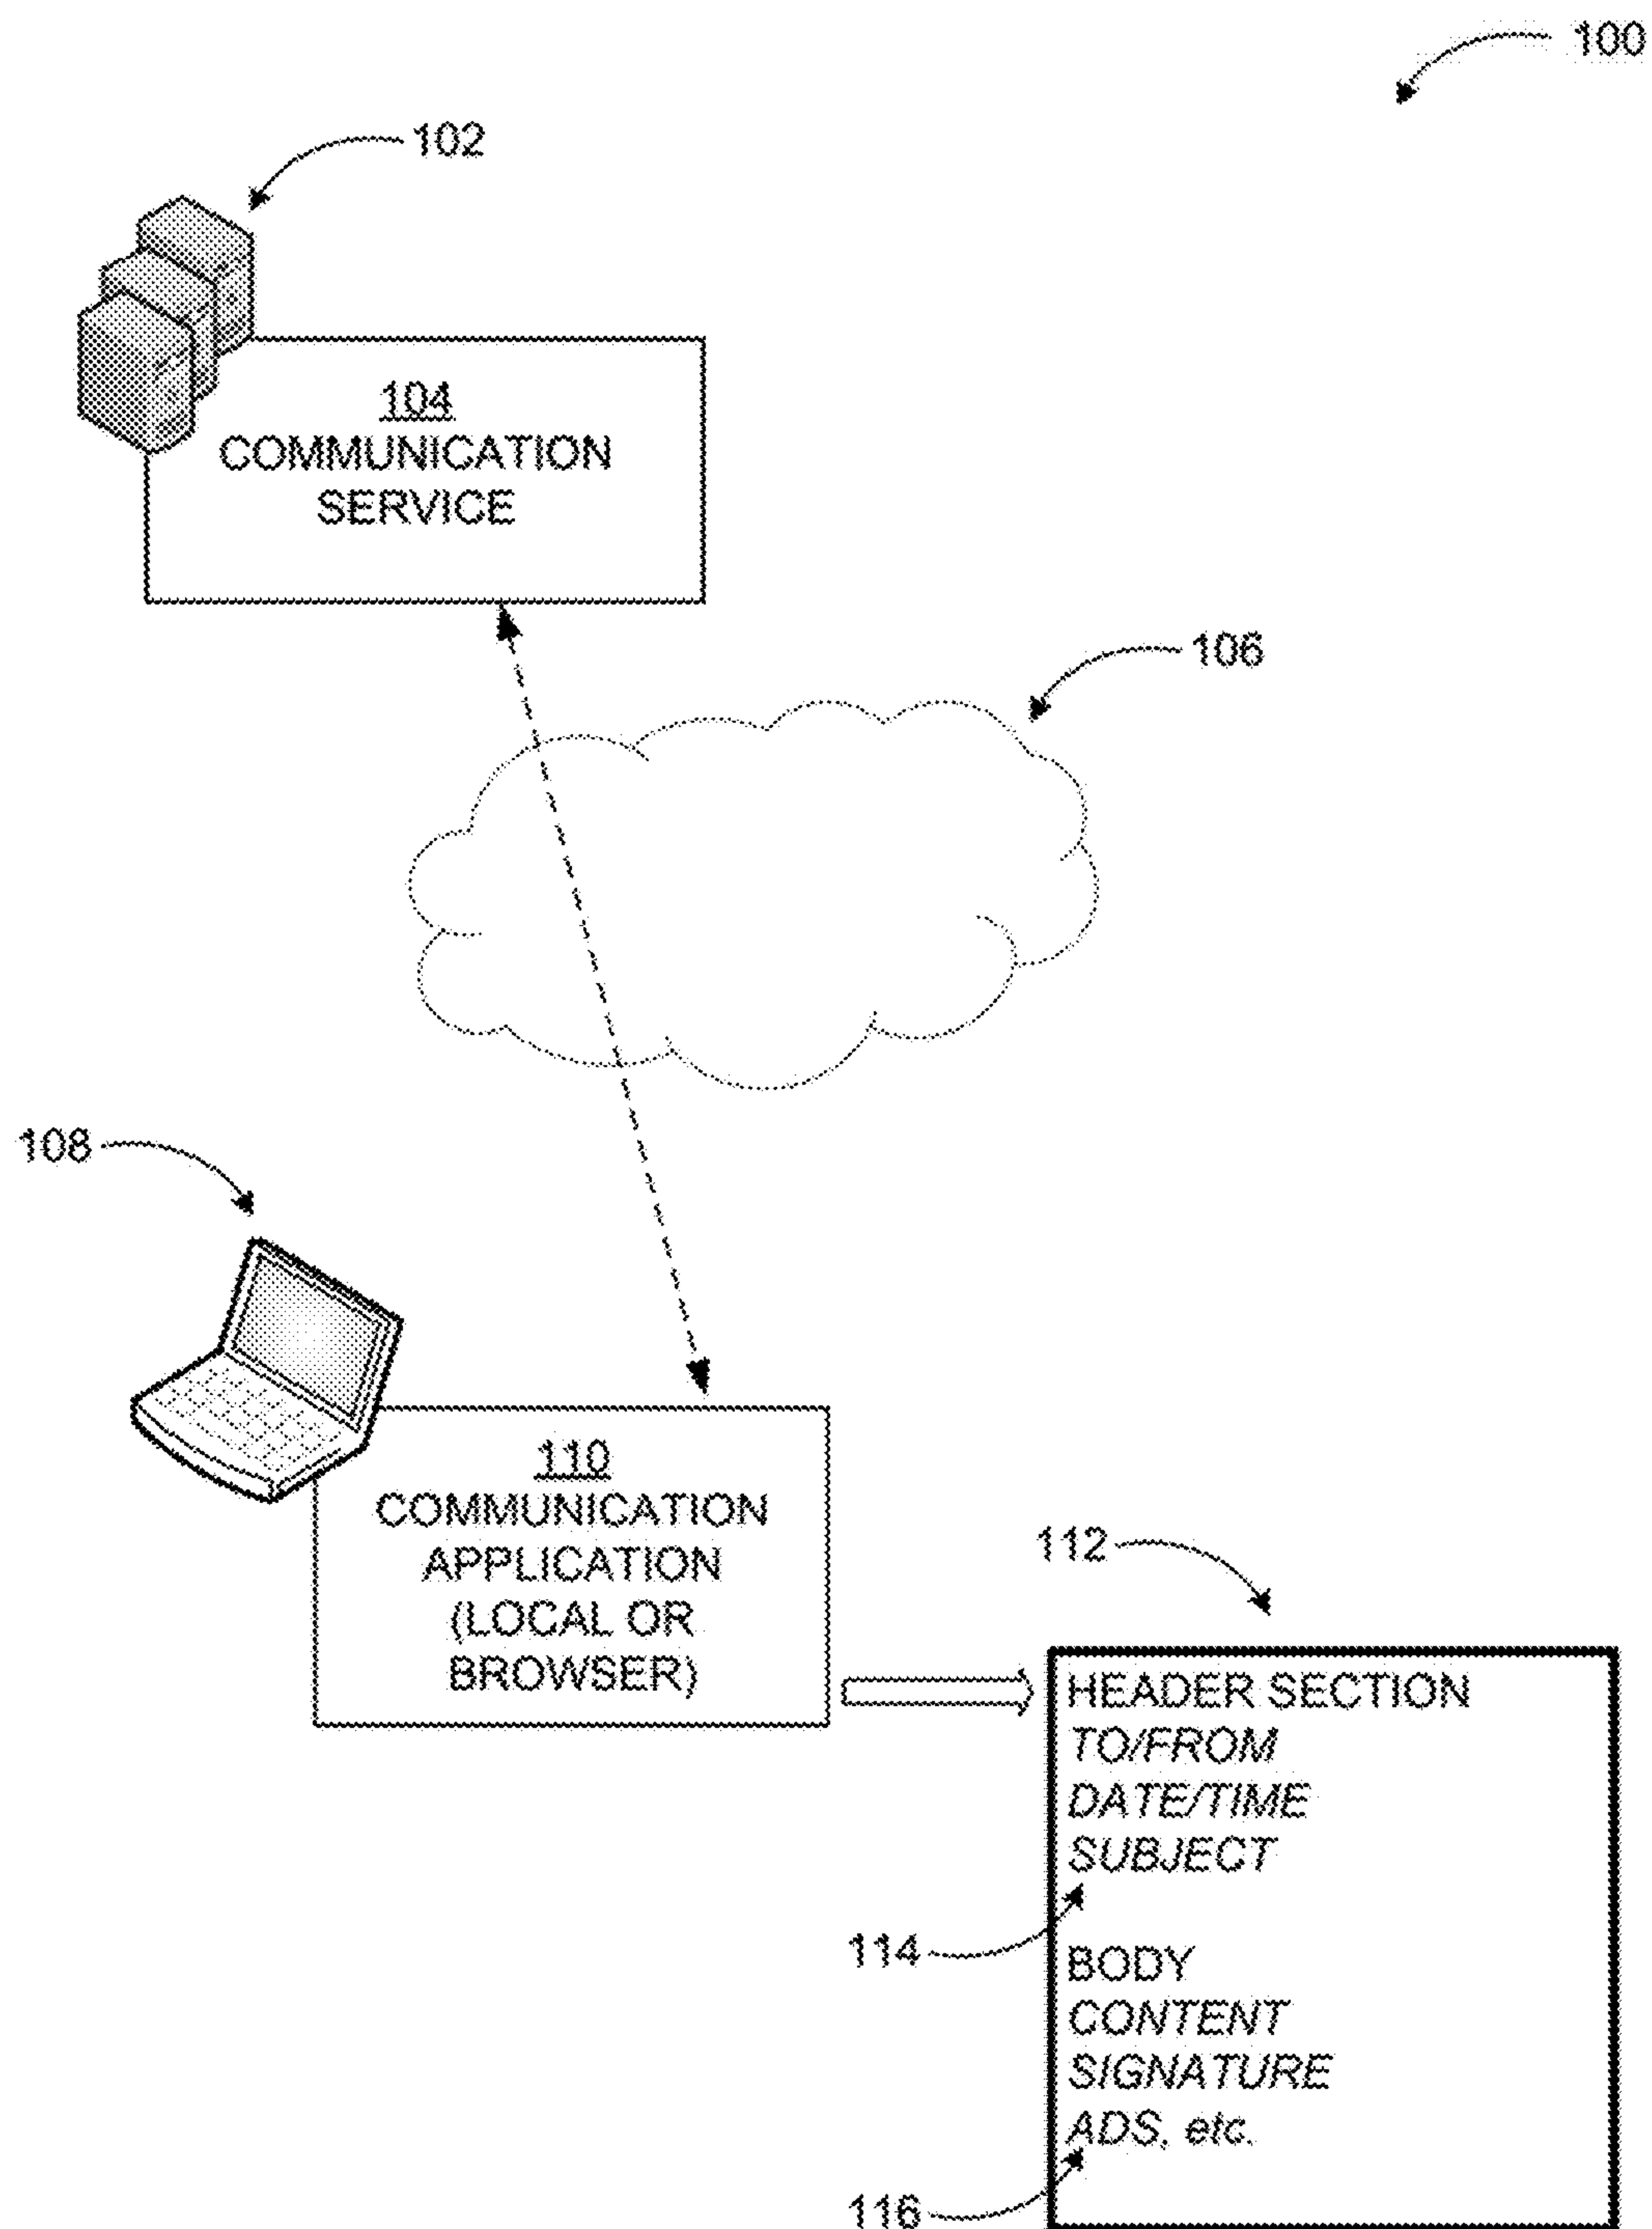 100
102
104
COMMUNICATION
SERVICE
106
108
110
COMMUNICATION
APPLICATION
(LOCAL OR
BROWSER)
112
HEADER SECTION
TO/FROM
DATE/TIME
SUBJECT
114
BODY
CONTENT
SIGNATURE
ADS, etc.
116